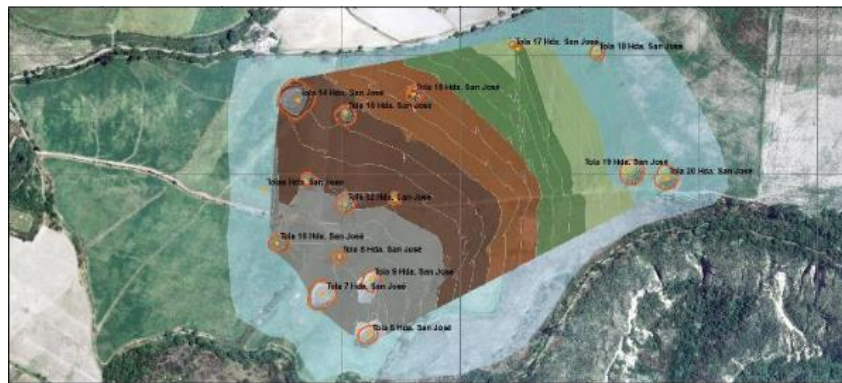 Tola 17 Hda. San José
Tola 18 Hda. San José
Tola 14 Hda. San José
Tola 16 Hda. San José
Tola 15 Hda. San José
Tola 19 Hda. San José
Tola 20 Hda. San José
Hda. San José
Tola 12 Hda. San José
Tola 10 Hda. San José
Tola 8 Hda. San José
Tola 9 Hda. San José
Tola 7 Hda. San José
Tola 6 Hda. San José